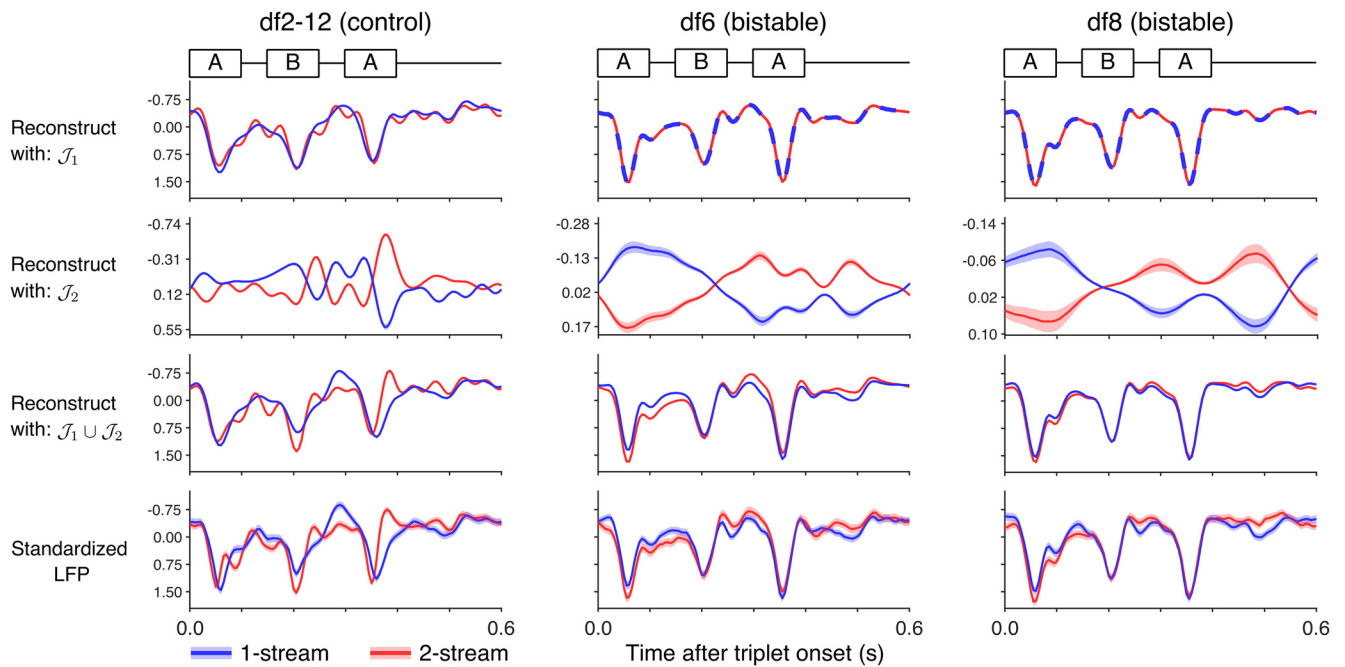 df2-12 (control)
df6 (bistable)
df8 (bistable)
A B A
A B A
A B A
Reconstruct
with: 𝒥1
-0.75
0.00
0.75
1.50
Reconstruct
with: 𝒥2
-0.74
-0.31
0.12
0.55
-0.28
-0.13
0.02
0.17
-0.14
-0.06
0.02
0.10
Reconstruct
with: 𝒥1 ∪ 𝒥2
-0.75
0.00
0.75
1.50
Standardized
LFP
-0.75
0.00
0.75
1.50
0.0 0.6
0.0 0.6
0.0 0.6
1-stream
2-stream
Time after triplet onset (s)